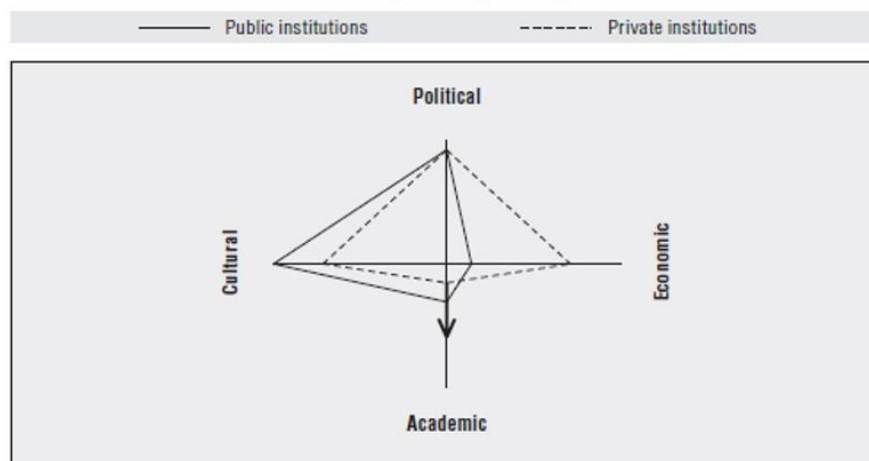 Public institutions
Private institutions
Political
Cultural
Economic
Academic